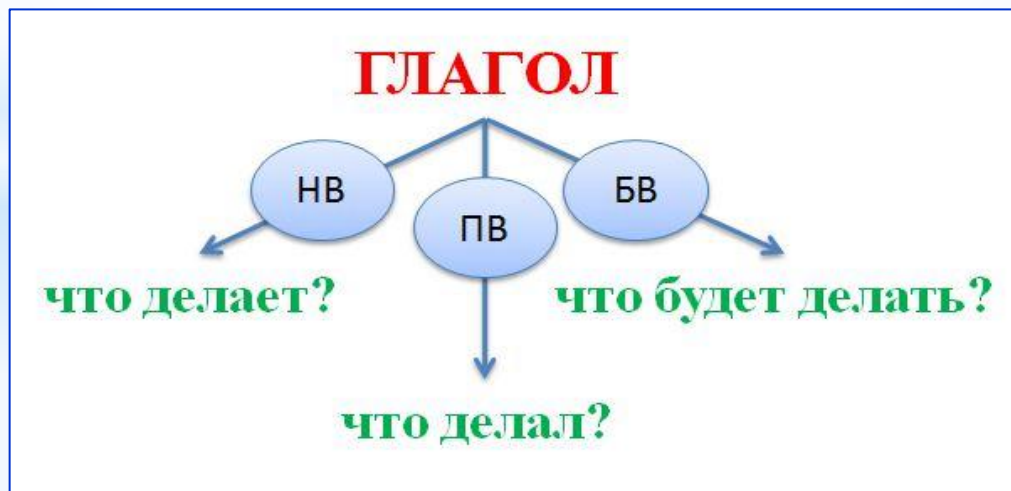 ГЛАГОЛ
НВ
ПВ
БВ
что делает?
что будет делать?
что делал?